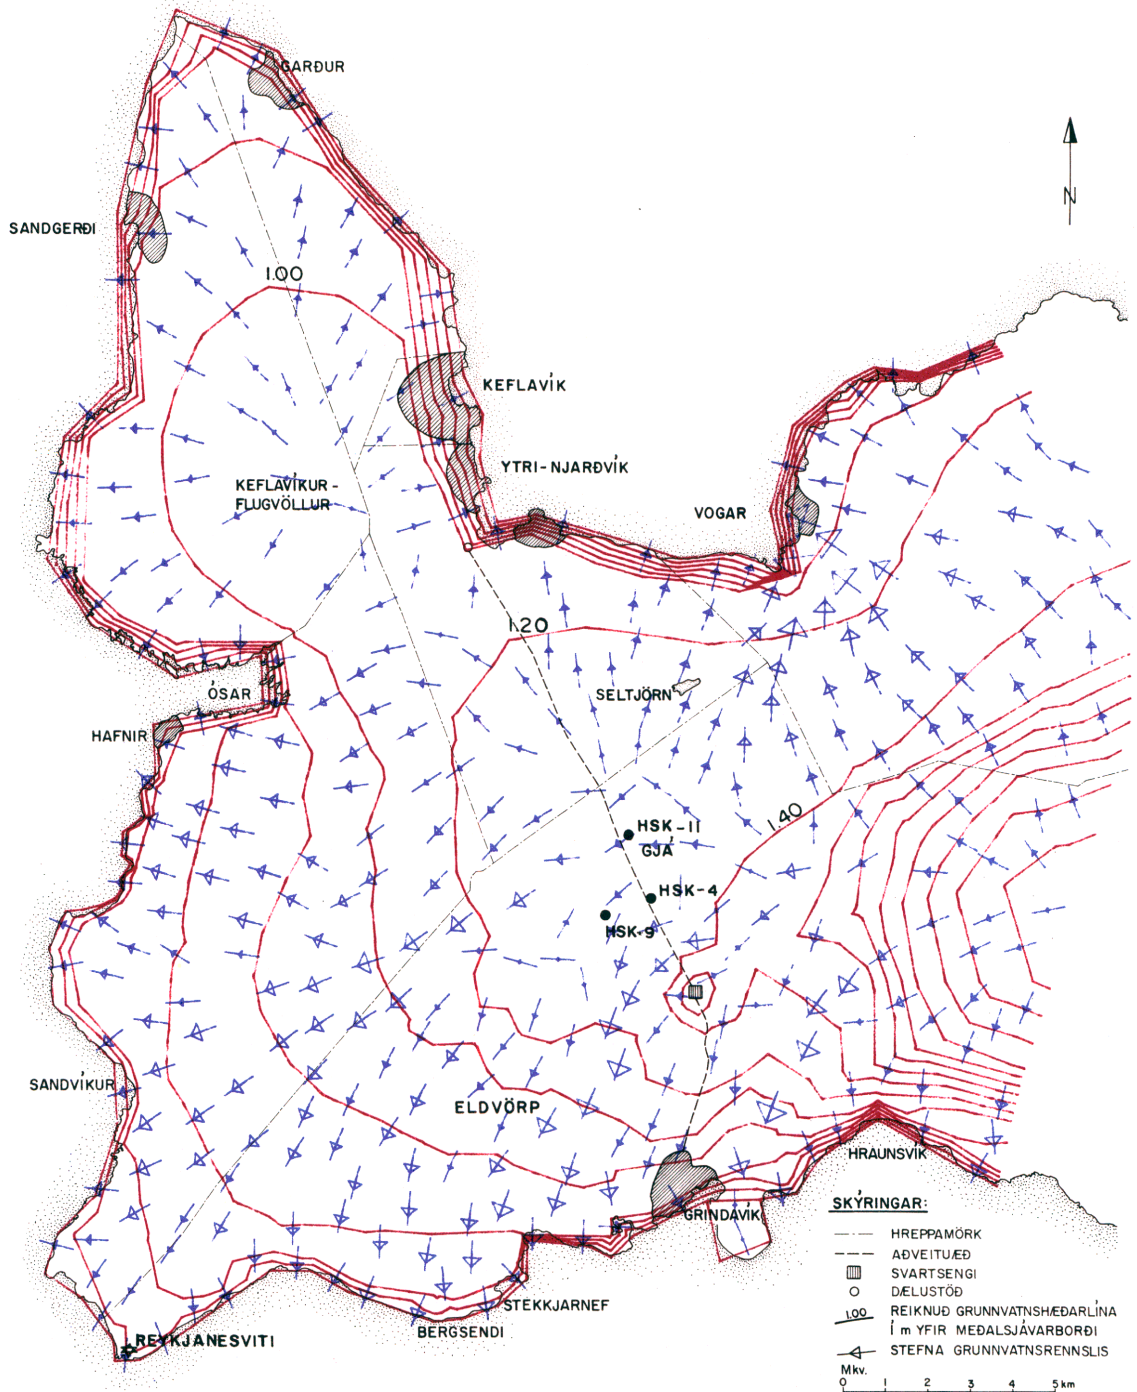 GARÐUR
N
SANDGERÐI
1.00
KEFLAVÍK
YTRI-NJARÐVÍK
KEFLAVÍKUR-
FLUGVÖLLUR
VOGAR
1.20
ÓSAR
SELTJÖRN
HAFNIR
1.40
HSK-11
GJÁ
HSK-4
HSK-9
SANDVÍKUR
ELDVÖRP
HRAUNSVÍK
GRINDAVÍK
STEKKJARNEF
BERGSENDI
REYKJANESVITI
SKÝRINGAR:
HREPPAMÖRK
AÐVEITUÆÐ
SVARTSENGI
DÆLUSTÖÐ
1.00 REIKNUÐ GRUNNVATNSHÆÐARLÍNA
Í m YFIR MEÐALSJÁVARBORÐI
STEFNA GRUNNVATNSRENNSLIS
Mkv.
0 1 2 3 4 5 km